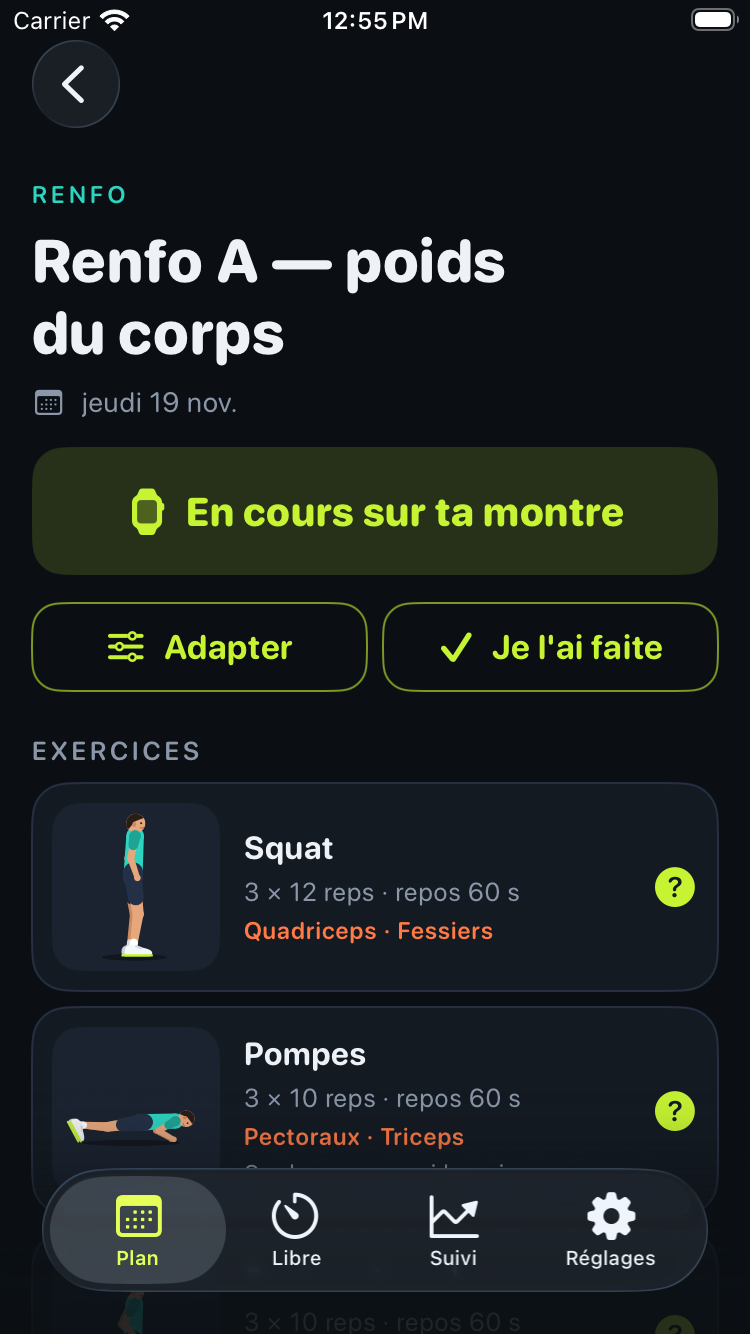 Carrier 12:55 PM
RENFO
Renfo A — poids
du corps
jeudi 19 nov.
En cours sur ta montre
Adapter
Je l'ai faite
EXERCICES
Squat
3 × 12 reps · repos 60 s
Quadriceps · Fessiers
?
Pompes
3 × 10 reps · repos 60 s
Pectoraux · Triceps
?
Plan
Libre
Suivi
Réglages
3 × 10 reps · repos 60 s
?